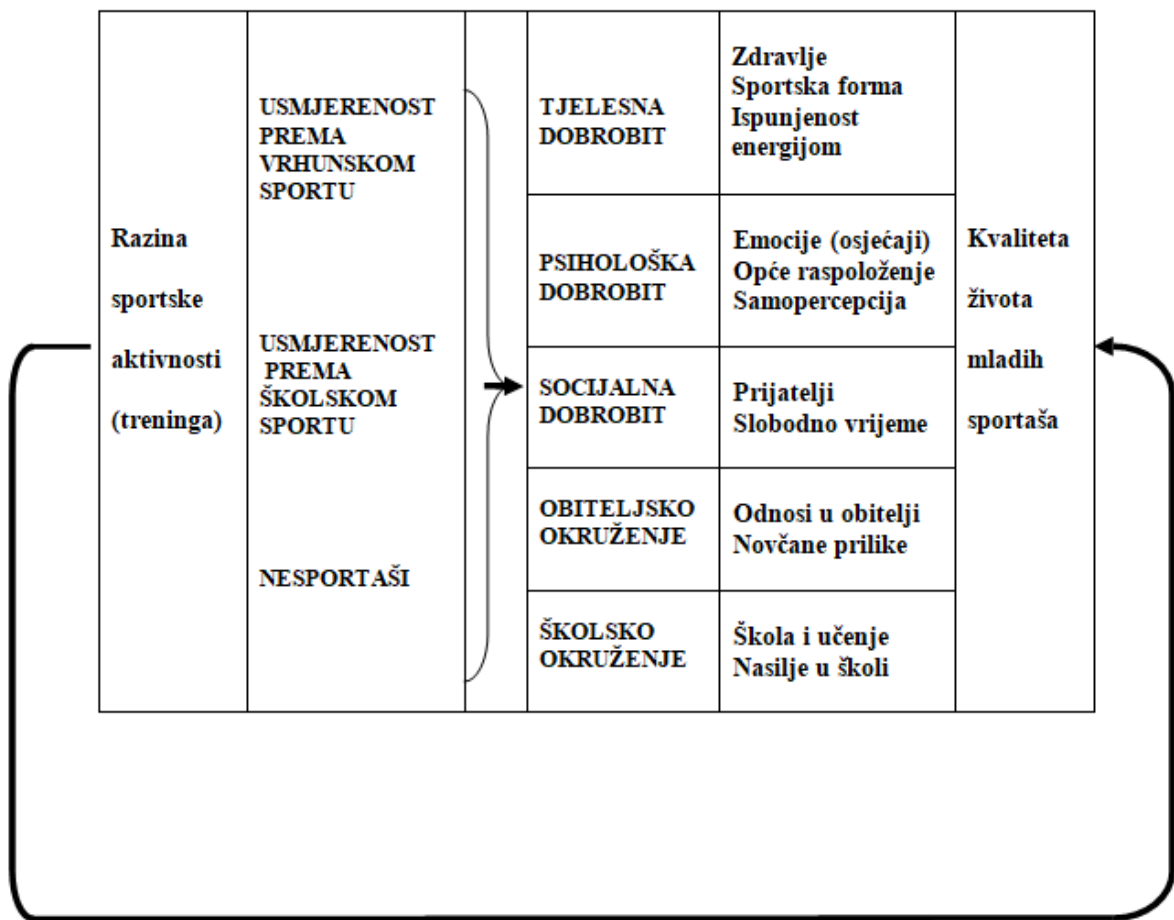 Razina
sportske
aktivnosti
(treninga)
USMJERENOST
PREMA
VRHUNSKOM
SPORTU
USMJERENOST
PREMA
ŠKOLSKOM
SPORTU
NESPORTAŠI
TJELESNA
DOBROBIT
Zdravlje
Sportska forma
Ispunjenost
energijom
PSIHOLOŠKA
DOBROBIT
Emocije (osjećaji)
Opće raspoloženje
Samopercepcija
SOCIJALNA
DOBROBIT
Prijatelji
Slobodno vrijeme
OBITELJSKO
OKRUŽENJE
Odnosi u obitelji
Novčane prilike
ŠKOLSKO
OKRUŽENJE
Škola i učenje
Nasilje u školi
Kvaliteta
života
mladih
sportaša